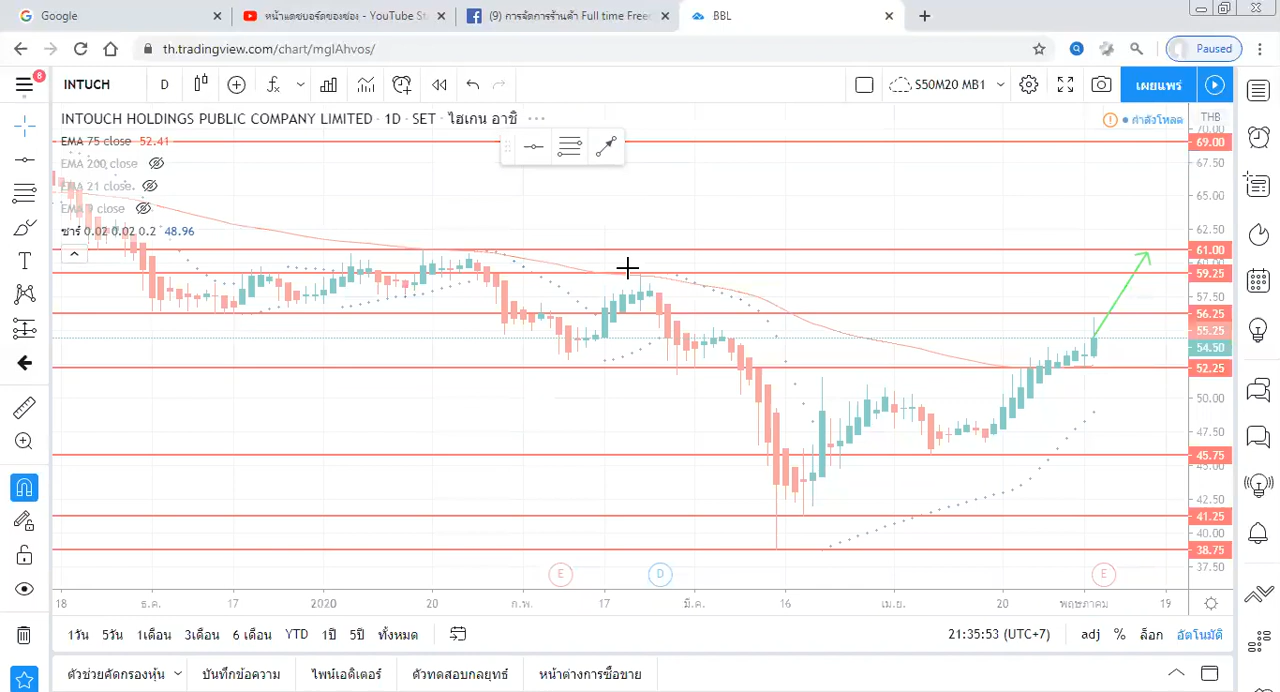 Google
หน้าแดชบอร์ดของช่อง - YouTube St
(9) การจัดการร้านค้า Full time Free
BBL
th.tradingview.com/chart/mglAhvos/
Paused
8
INTUCH
D
S50M20 MB1
เผยแพร่
INTOUCH HOLDINGS PUBLIC COMPANY LIMITED · 1D · SET · ไฮเกน อาชิ
กำลังโหลด
THB
EMA 75 close 52.41
EMA 200 close
EMA 21 close
EMA 9 close
ซาร์ 0.02 0.02 0.2 48.96
70.00
69.00
67.50
65.00
62.50
61.00
60.00
59.25
57.50
56.25
55.25
54.50
52.25
50.00
47.50
45.75
45.00
42.50
41.25
40.00
38.75
37.50
E
D
E
18 ธ.ค. 17 2020 20 ก.พ. 17 มี.ค. 16 เม.ย. 20 พฤษภาคม 19
1วัน 5วัน 1เดือน 3เดือน 6 เดือน YTD 1ปี 5ปี ทั้งหมด
21:35:53 (UTC+7) adj % ล็อก อัตโนมัติ
ตัวช่วยคัดกรองหุ้น บันทึกข้อความ ไพน์เอดิเตอร์ ตัวทดสอบกลยุทธ์ หน้าต่างการซื้อขาย